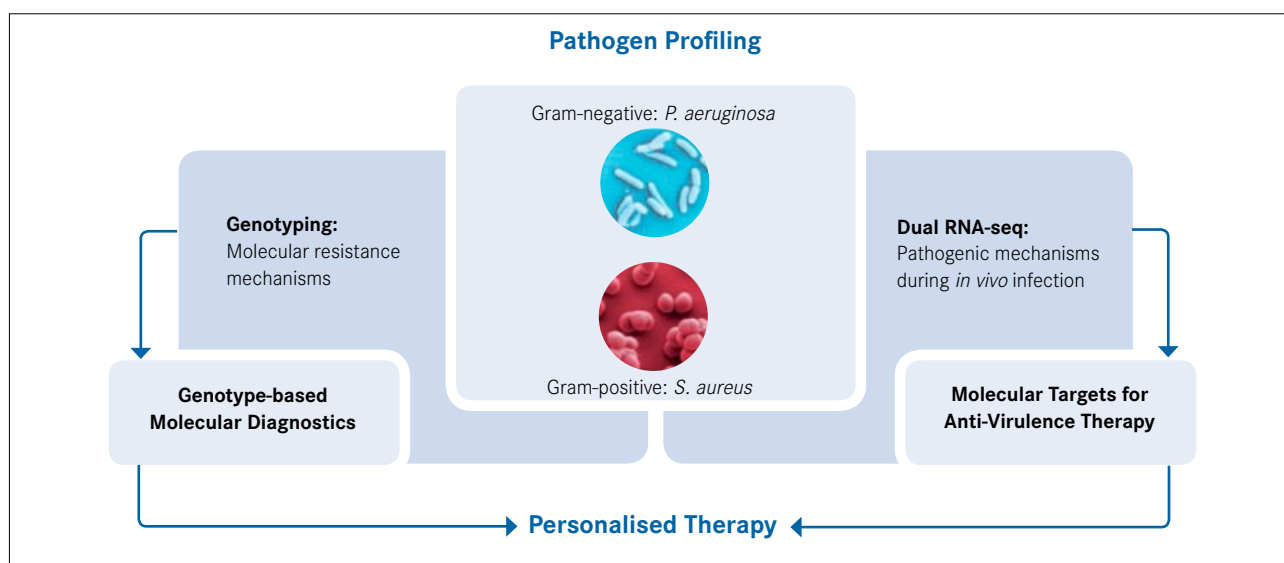 Pathogen Profiling
Gram-negative: P. aeruginosa
Genotyping:
Molecular resistance
mechanisms
Dual RNA-seq:
Pathogenic mechanisms
during in vivo infection
Gram-positive: S. aureus
Genotype-based
Molecular Diagnostics
Molecular Targets for
Anti-Virulence Therapy
Personalised Therapy